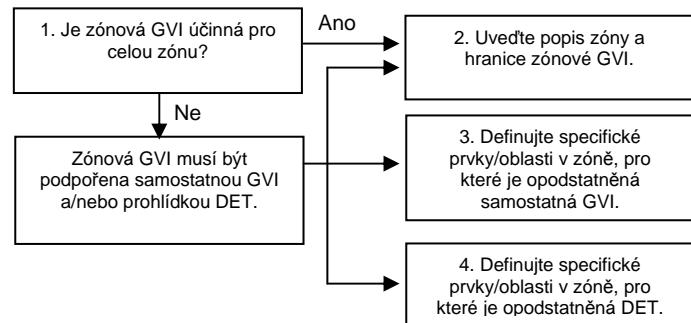 1. Je zónová GVI účinná pro
celou zónu?
Ano
2. Uveďte popis zóny a
hranice zónové GVI.
Ne
Zónová GVI musí být
podpořena samostatnou GVI
a/nebo prohlídkou DET.
3. Definujte specifické
prvky/oblasti v zóně, pro
které je opodstatněná
samostatná GVI.
4. Definujte specifické
prvky/oblasti v zóně, pro
které je opodstatněná DET.